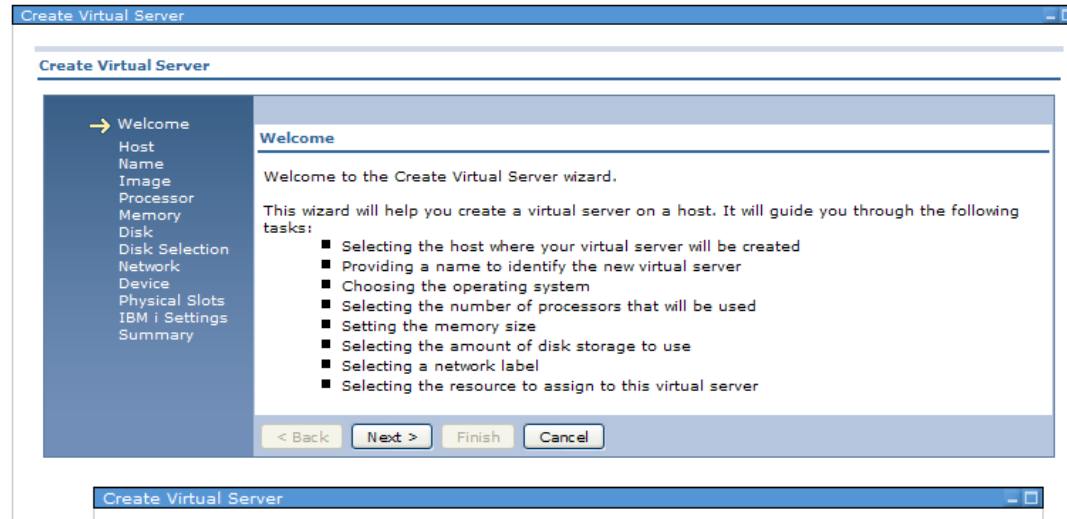 Create Virtual Server
Create Virtual Server
Welcome
Host
Name
Image
Processor
Memory
Disk
Disk Selection
Network
Device
Physical Slots
IBM i Settings
Summary
Welcome
Welcome to the Create Virtual Server wizard.
This wizard will help you create a virtual server on a host. It will guide you through the following
tasks:
Selecting the host where your virtual server will be created
Providing a name to identify the new virtual server
Choosing the operating system
Selecting the number of processors that will be used
Setting the memory size
Selecting the amount of disk storage to use
Selecting a network label
Selecting the resource to assign to this virtual server
< Back Next > Finish Cancel
Create Virtual Server